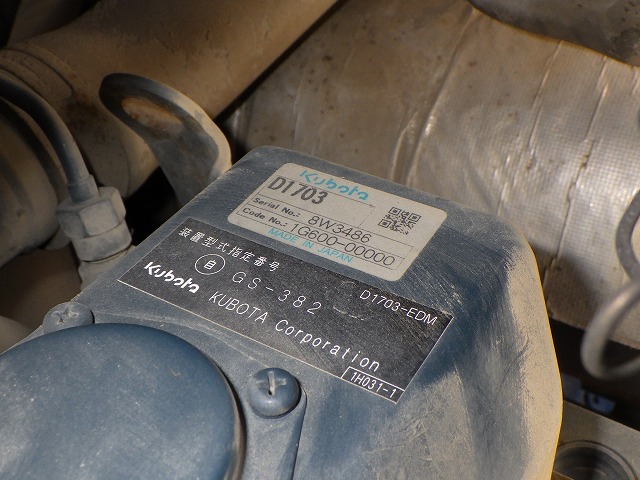 Kubota
D1703
Serial No.: 8W3486
Code No.: 1G600-00000
MADE IN JAPAN
装置型式指定番号
自 GS-382 D1703-EDM
Kubota KUBOTA Corporation
1H031-1